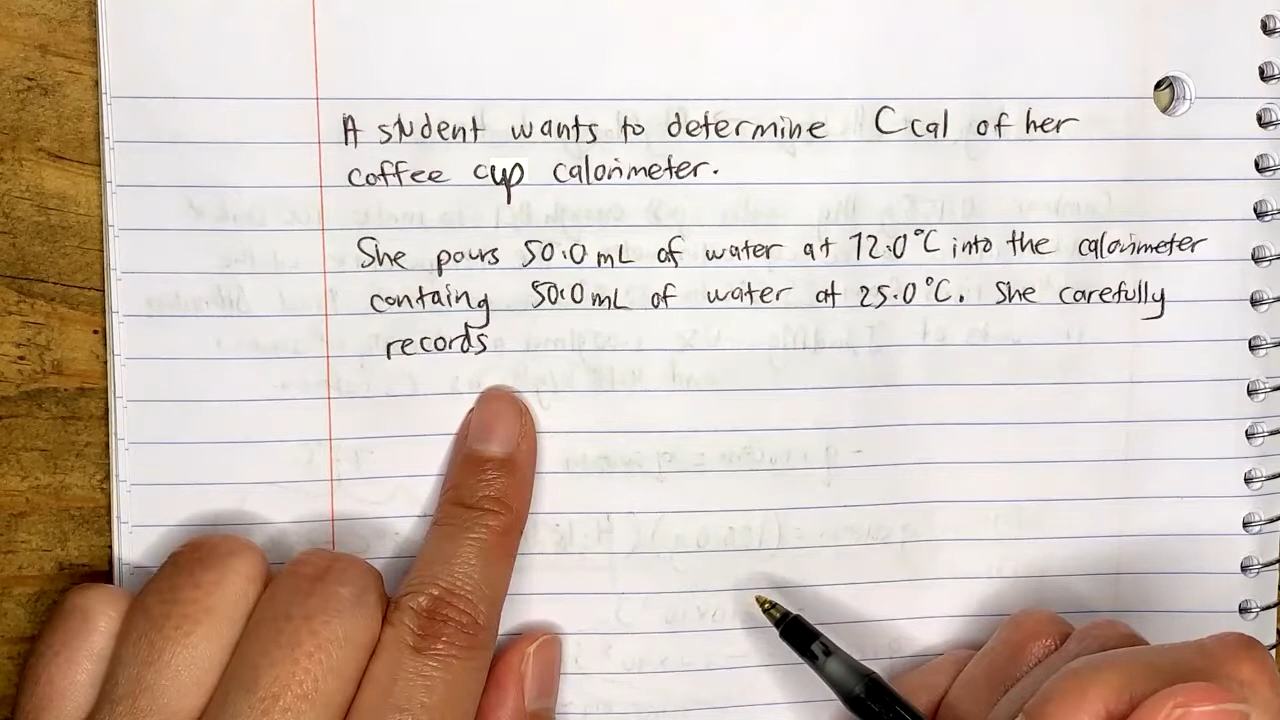 A student wants to determine Ccal of her
coffee cup calorimeter.
She pours 50.0 mL of water at 72.0°C into the calorimeter
containg 50.0 mL of water at 25.0°C. She carefully
records